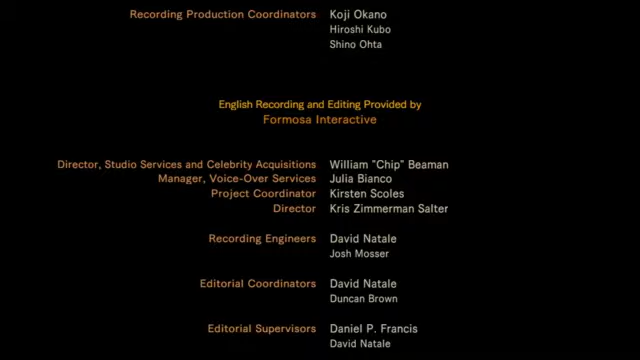 Recording Production Coordinators Koji Okano
Hiroshi Kubo
Shino Ohta
English Recording and Editing Provided by
Formosa Interactive
Director, Studio Services and Celebrity Acquisitions William "Chip" Beaman
Manager, Voice-Over Services Julia Bianco
Project Coordinator Kirsten Scoles
Director Kris Zimmerman Salter
Recording Engineers David Natale
Josh Mosser
Editorial Coordinators David Natale
Duncan Brown
Editorial Supervisors Daniel P. Francis
David Natale